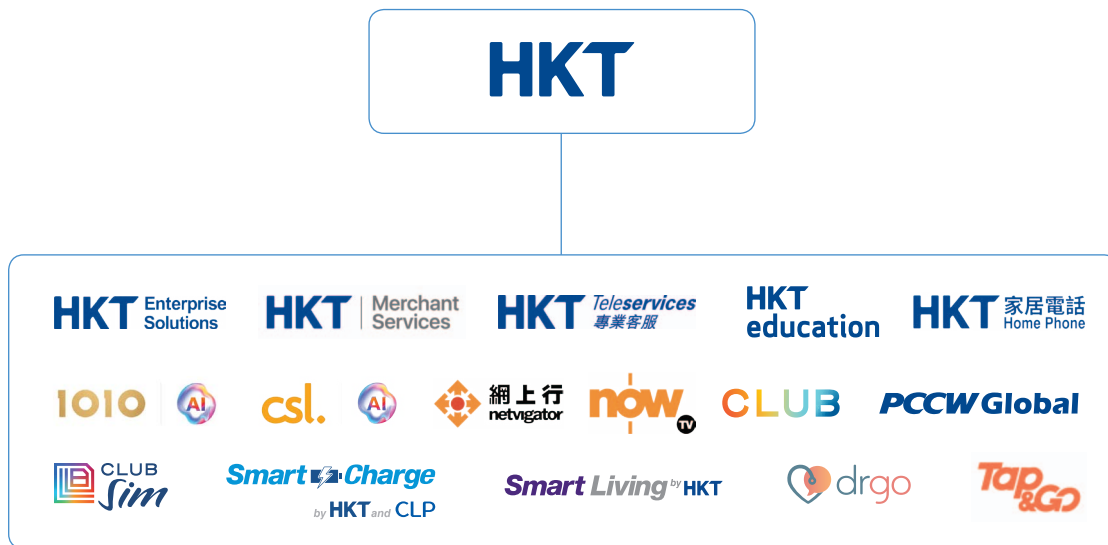 HKT
HKT Enterprise Solutions
HKT Merchant Services
HKT Teleservices
專業客服
HKT education
HKT 家居電話
Home Phone
1O1O AI
csl. AI
網上行
netvigator
now TV
CLUB
PCCW Global
CLUB Sim
Smart Charge
by HKT and CLP
Smart Living by HKT
drgo
Tap & Go